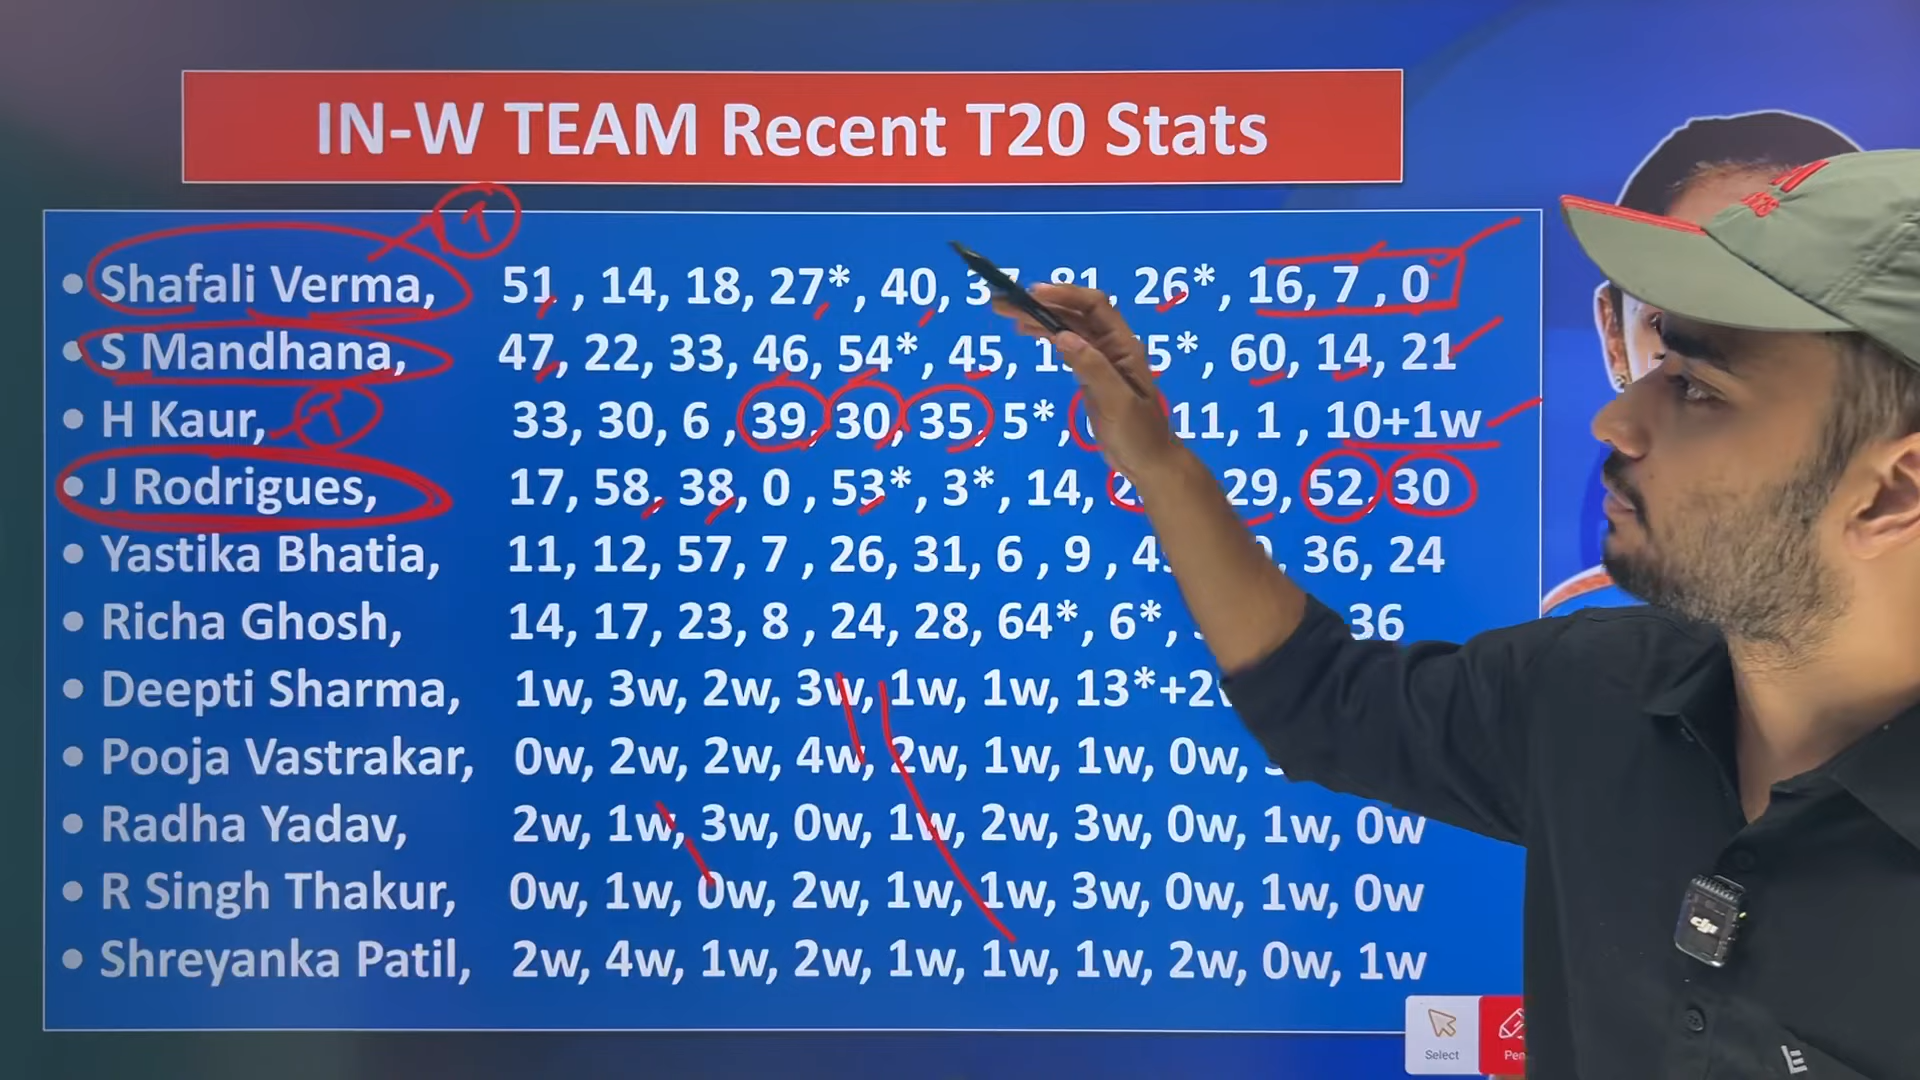 IN-W TEAM Recent T20 Stats
T
• Shafali Verma, 51 , 14, 18, 27*, 40, 37 81, 26*, 16, 7 , 0
• S Mandhana, 47, 22, 33, 46, 54*, 45, 5*, 60, 14, 21
• H Kaur, T 33, 30, 6 , 39, 30, 35, 5*, 11, 1 , 10+1w
• J Rodrigues, 17, 58, 38, 0 , 53*, 3*, 14, 29, 52, 30
• Yastika Bhatia, 11, 12, 57, 7 , 26, 31, 6 , 9 , 36, 24
• Richa Ghosh, 14, 17, 23, 8 , 24, 28, 64*, 6*, 36
• Deepti Sharma, 1w, 3w, 2w, 3w, 1w, 1w, 13*+2w
• Pooja Vastrakar, 0w, 2w, 2w, 4w, 2w, 1w, 1w, 0w,
• Radha Yadav, 2w, 1w, 3w, 0w, 1w, 2w, 3w, 0w, 1w, 0w
• R Singh Thakur, 0w, 1w, 0w, 2w, 1w, 1w, 3w, 0w, 1w, 0w
• Shreyanka Patil, 2w, 4w, 1w, 2w, 1w, 1w, 1w, 2w, 0w, 1w
Select
Pen
dji